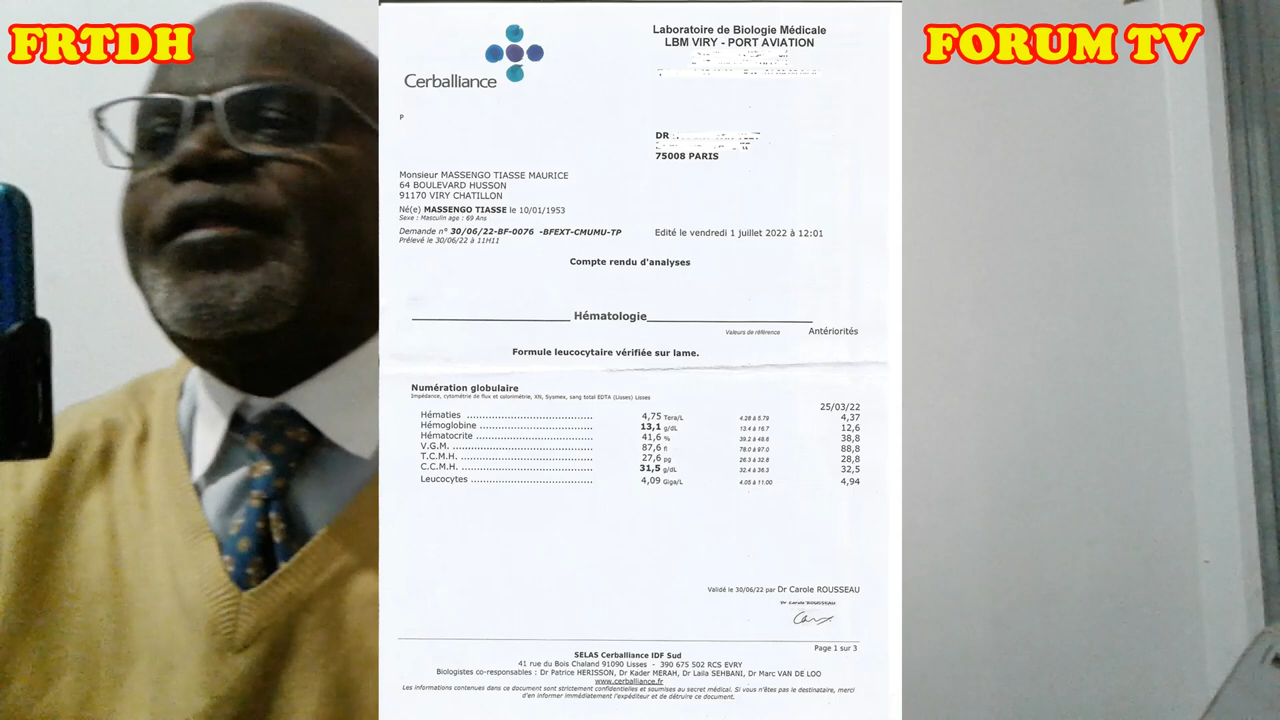 FRTDH
FORUM TV
Cerballiance
Laboratoire de Biologie Médicale
LBM VIRY - PORT AVIATION
P
DR
75008 PARIS
Monsieur MASSENGO TIASSE MAURICE
64 BOULEVARD HUSSON
91170 VIRY CHATILLON
Né(e) MASSENGO TIASSE le 10/01/1953
Sexe : Masculin age : 69 Ans
Demande n° 30/06/22-BF-0076 -BFEXT-CMUMU-TP
Prélevé le 30/06/22 à 11H11
Edité le vendredi 1 juillet 2022 à 12:01
Compte rendu d'analyses
Hématologie
Valeurs de référence Antériorités
Formule leucocytaire vérifiée sur lame.
Numération globulaire
Impédance, cytométrie de flux et colorimétrie, XN, Sysmex, sang total EDTA (Lisses) Lisses
25/03/22
Hématies 4,75 Tera/L 4.28 à 5.79 4,37
Hémoglobine 13,1 g/dL 13.4 à 16.7 12,6
Hématocrite 41,6 % 39.2 à 48.6 38,8
V.G.M. 87,6 fl 78.0 à 97.0 88,8
T.C.M.H. 27,6 pg 26.3 à 32.8 28,8
C.C.M.H. 31,5 g/dL 32.4 à 36.3 32,5
Leucocytes 4,09 Giga/L 4.05 à 11.00 4,94
Validé le 30/06/22 par Dr Carole ROUSSEAU
Dr Carole ROUSSEAU
Page 1 sur 3
SELAS Cerballiance IDF Sud
41 rue du Bois Chaland 91090 Lisses - 390 675 502 RCS EVRY
Biologistes co-responsables : Dr Patrice HERISSON, Dr Kader MERAH, Dr Laila SEHBANI, Dr Marc VAN DE LOO
www.cerballiance.fr
Les informations contenues dans ce document sont strictement confidentielles et soumises au secret médical. Si vous n'êtes pas le destinataire, merci
d'en informer immédiatement l'expéditeur et de détruire ce document.